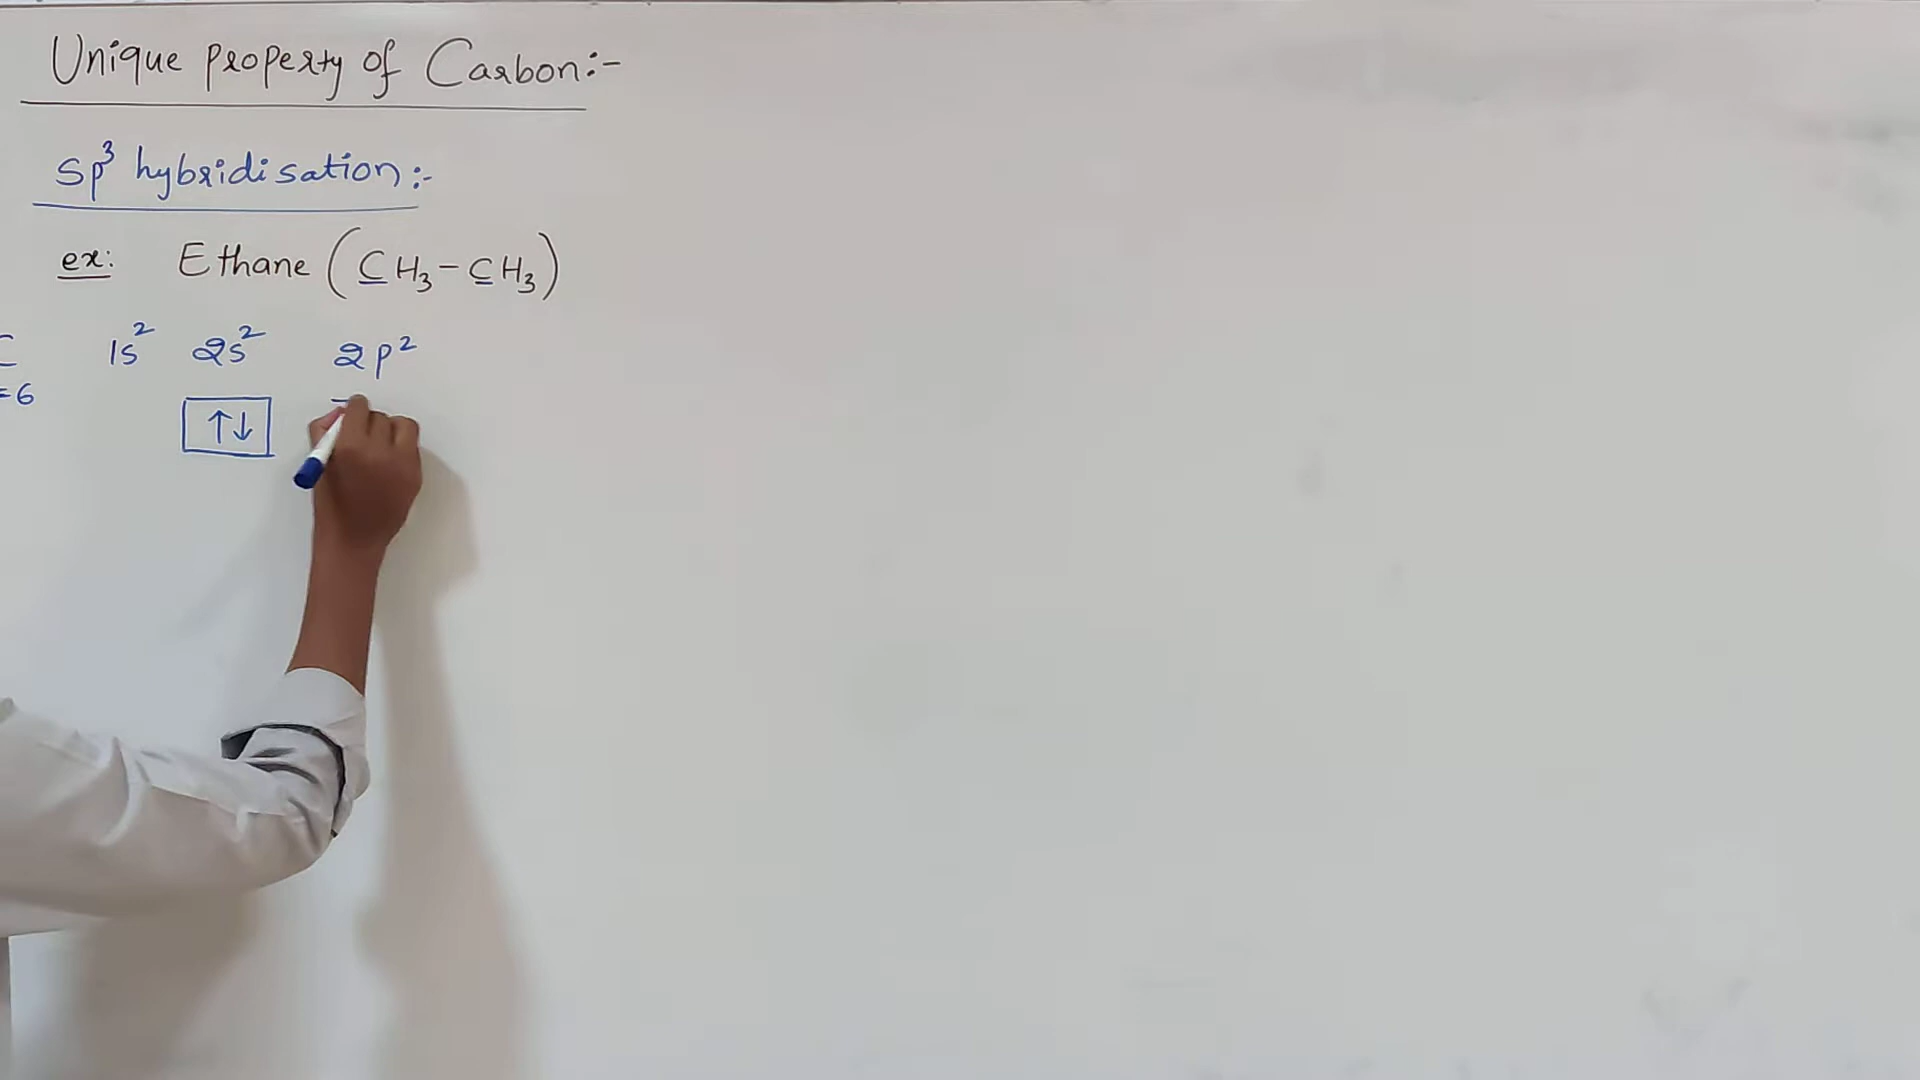 Unique property of Carbon:-
Sp³ hybridisation:-
ex: Ethane (CH₃-CH₃)
1s² 2s² 2p²
=6
↑↓